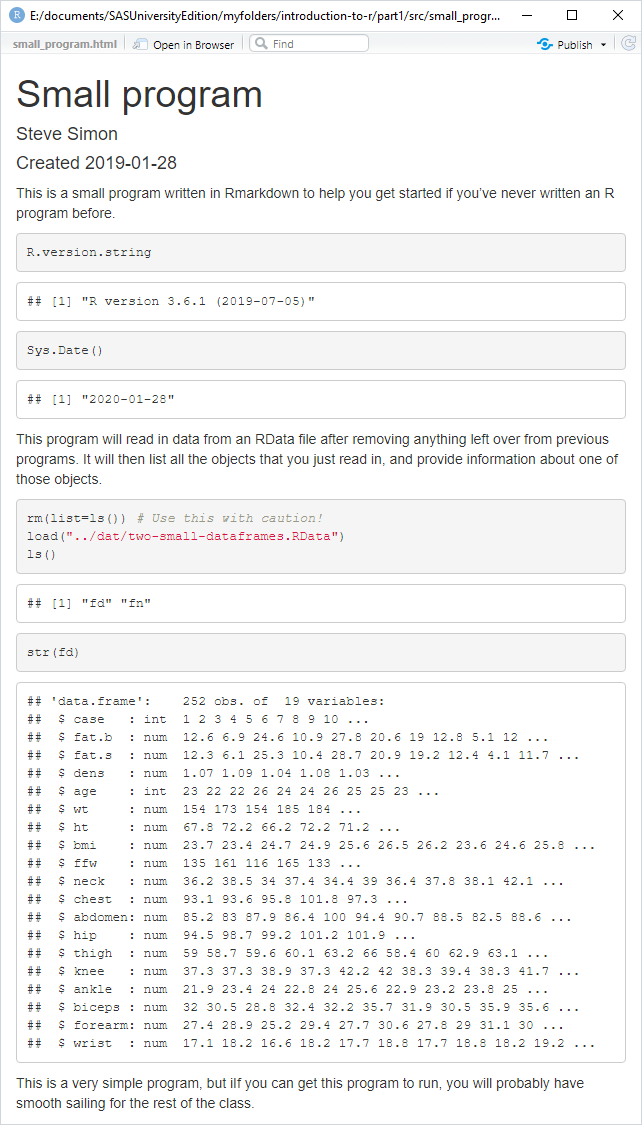 E:/documents/SASUniversityEdition/myfolders/introduction-to-r/part1/src/small_progr...
small_program.html Open in Browser Find Publish
Small program
Steve Simon
Created 2019-01-28
This is a small program written in Rmarkdown to help you get started if you've never written an R
program before.
R.version.string
## [1] "R version 3.6.1 (2019-07-05)"
Sys.Date()
## [1] "2020-01-28"
This program will read in data from an RData file after removing anything left over from previous
programs. It will then list all the objects that you just read in, and provide information about one of
those objects.
rm(list=ls()) # Use this with caution!
load("../dat/two-small-dataframes.RData")
ls()
## [1] "fd" "fn"
str(fd)
## 'data.frame':    252 obs. of  19 variables:
##  $ case   : int  1 2 3 4 5 6 7 8 9 10 ...
##  $ fat.b  : num  12.6 6.9 24.6 10.9 27.8 20.6 19 12.8 5.1 12 ...
##  $ fat.s  : num  12.3 6.1 25.3 10.4 28.7 20.9 19.2 12.4 4.1 11.7 ...
##  $ dens   : num  1.07 1.09 1.04 1.08 1.03 ...
##  $ age    : int  23 22 22 26 24 24 26 25 25 23 ...
##  $ wt     : num  154 173 154 185 184 ...
##  $ ht     : num  67.8 72.2 66.2 72.2 71.2 ...
##  $ bmi    : num  23.7 23.4 24.7 24.9 25.6 26.5 26.2 23.6 24.6 25.8 ...
##  $ ffw    : num  135 161 116 165 133 ...
##  $ neck   : num  36.2 38.5 34 37.4 34.4 39 36.4 37.8 38.1 42.1 ...
##  $ chest  : num  93.1 93.6 95.8 101.8 97.3 ...
##  $ abdomen: num  85.2 83 87.9 86.4 100 94.4 90.7 88.5 82.5 88.6 ...
##  $ hip    : num  94.5 98.7 99.2 101.2 101.9 ...
##  $ thigh  : num  59 58.7 59.6 60.1 63.2 66 58.4 60 62.9 63.1 ...
##  $ knee   : num  37.3 37.3 38.9 37.3 42.2 42 38.3 39.4 38.3 41.7 ...
##  $ ankle  : num  21.9 23.4 24 22.8 24 25.6 22.9 23.2 23.8 25 ...
##  $ biceps : num  32 30.5 28.8 32.4 32.2 35.7 31.9 30.5 35.9 35.6 ...
##  $ forearm: num  27.4 28.9 25.2 29.4 27.7 30.6 27.8 29 31.1 30 ...
##  $ wrist  : num  17.1 18.2 16.6 18.2 17.7 18.8 17.7 18.8 18.2 19.2 ...
This is a very simple program, but iIf you can get this program to run, you will probably have
smooth sailing for the rest of the class.